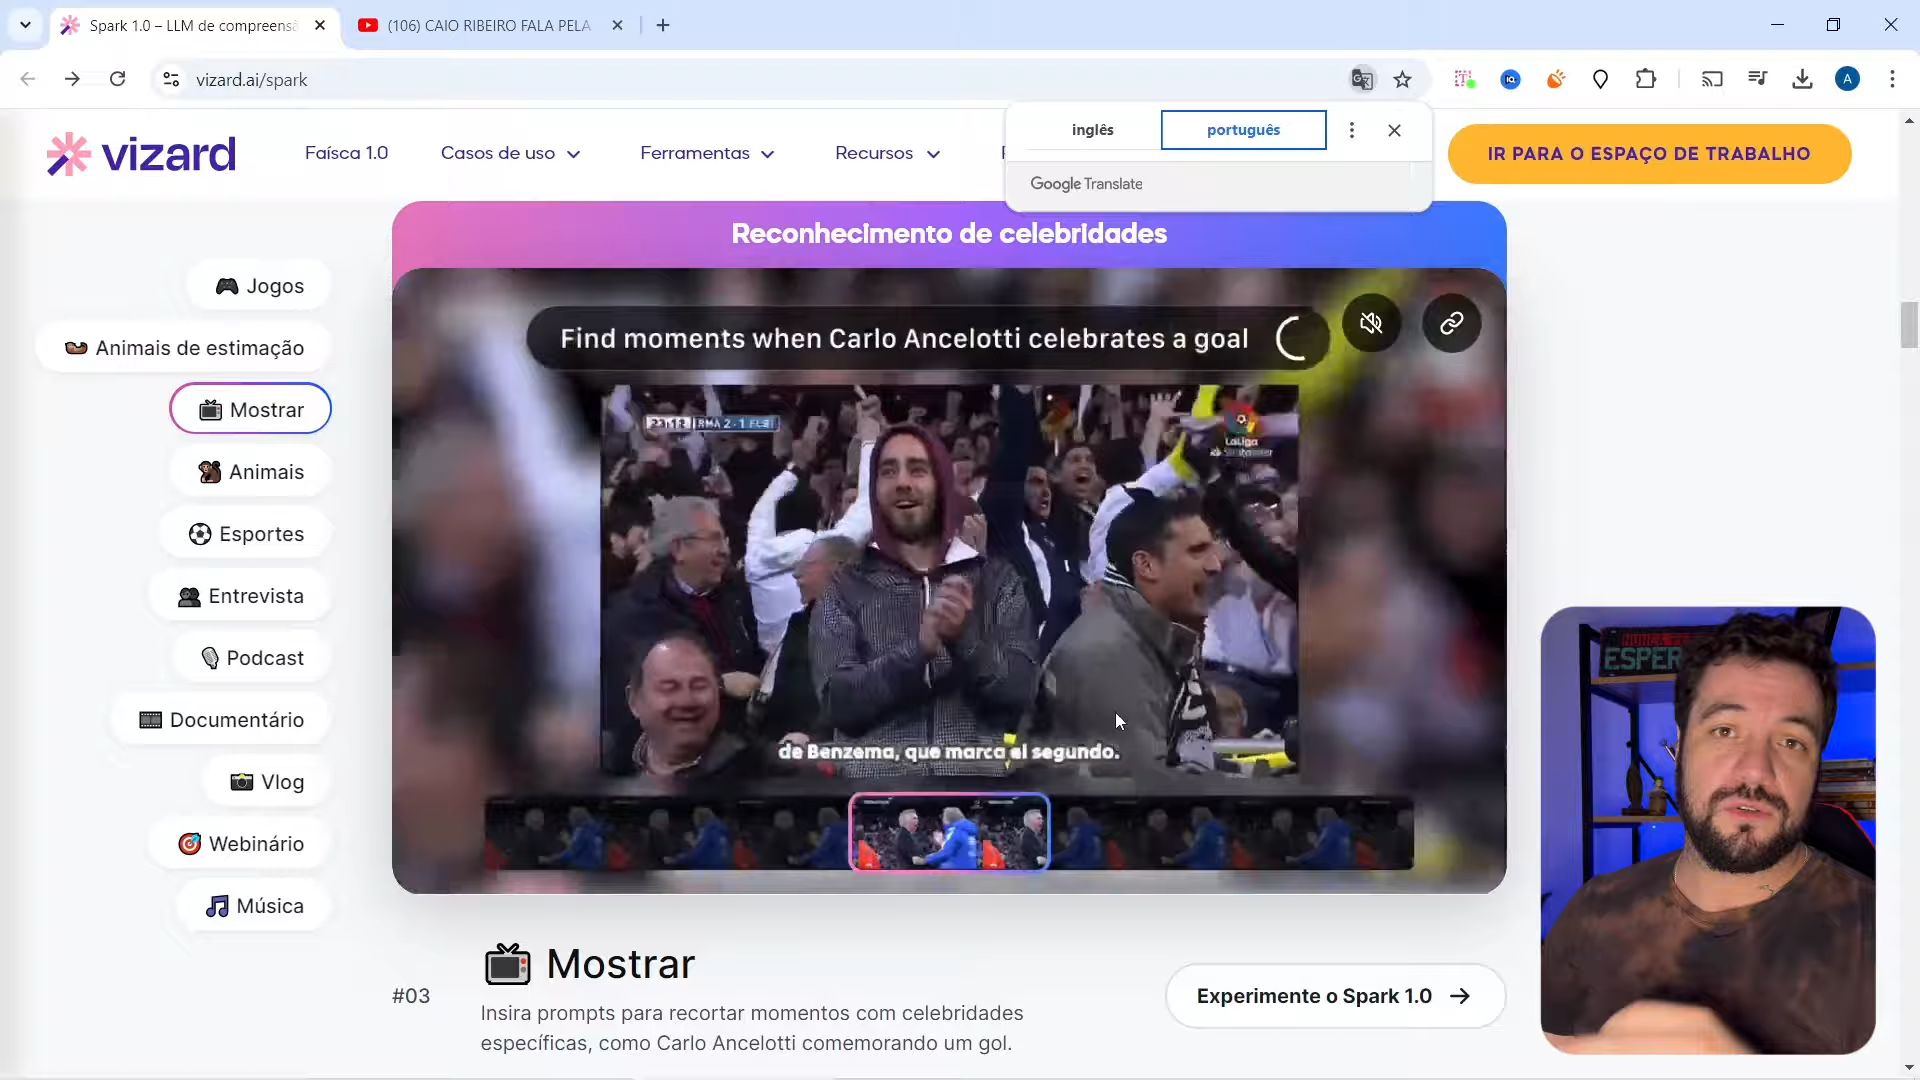 Spark 1.0 – LLM de compreens
(106) CAIO RIBEIRO FALA PELA
vizard.ai/spark
A
inglês
português
Google Translate
vizard
Faísca 1.0
Casos de uso
Ferramentas
Recursos
IR PARA O ESPAÇO DE TRABALHO
Reconhecimento de celebridades
Jogos
Animais de estimação
Mostrar
Animais
Esportes
Entrevista
Podcast
Documentário
Vlog
Webinário
Música
Find moments when Carlo Ancelotti celebrates a goal
23:12 RMA 2-1
LaLiga
Santander
de Benzema, que marca el segundo.
ESPER
#03
Mostrar
Insira prompts para recortar momentos com celebridades
específicas, como Carlo Ancelotti comemorando um gol.
Experimente o Spark 1.0